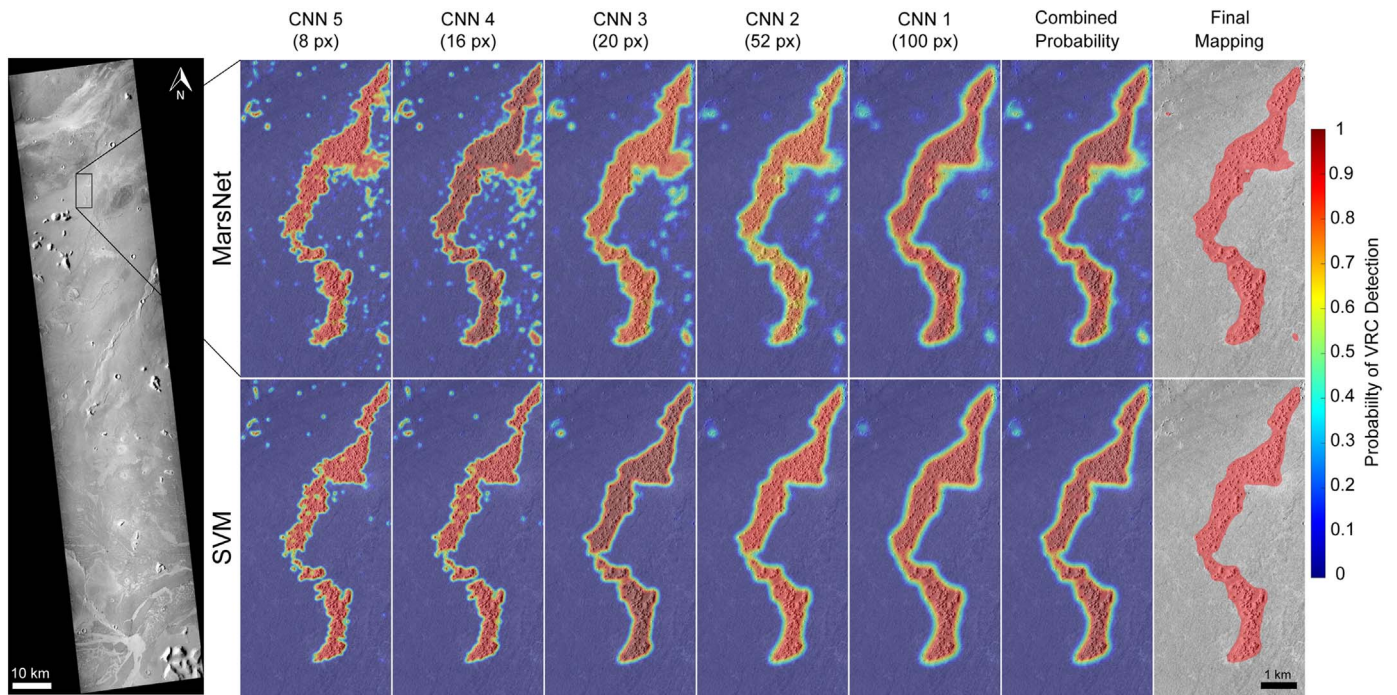 CNN 5
(8 px)
CNN 4
(16 px)
CNN 3
(20 px)
CNN 2
(52 px)
CNN 1
(100 px)
Combined
Probability
Final
Mapping
N
MarsNet
SVM
1
0.9
0.8
0.7
0.6
0.5
0.4
0.3
0.2
0.1
0
Probability of VRC Detection
10 km
1 km